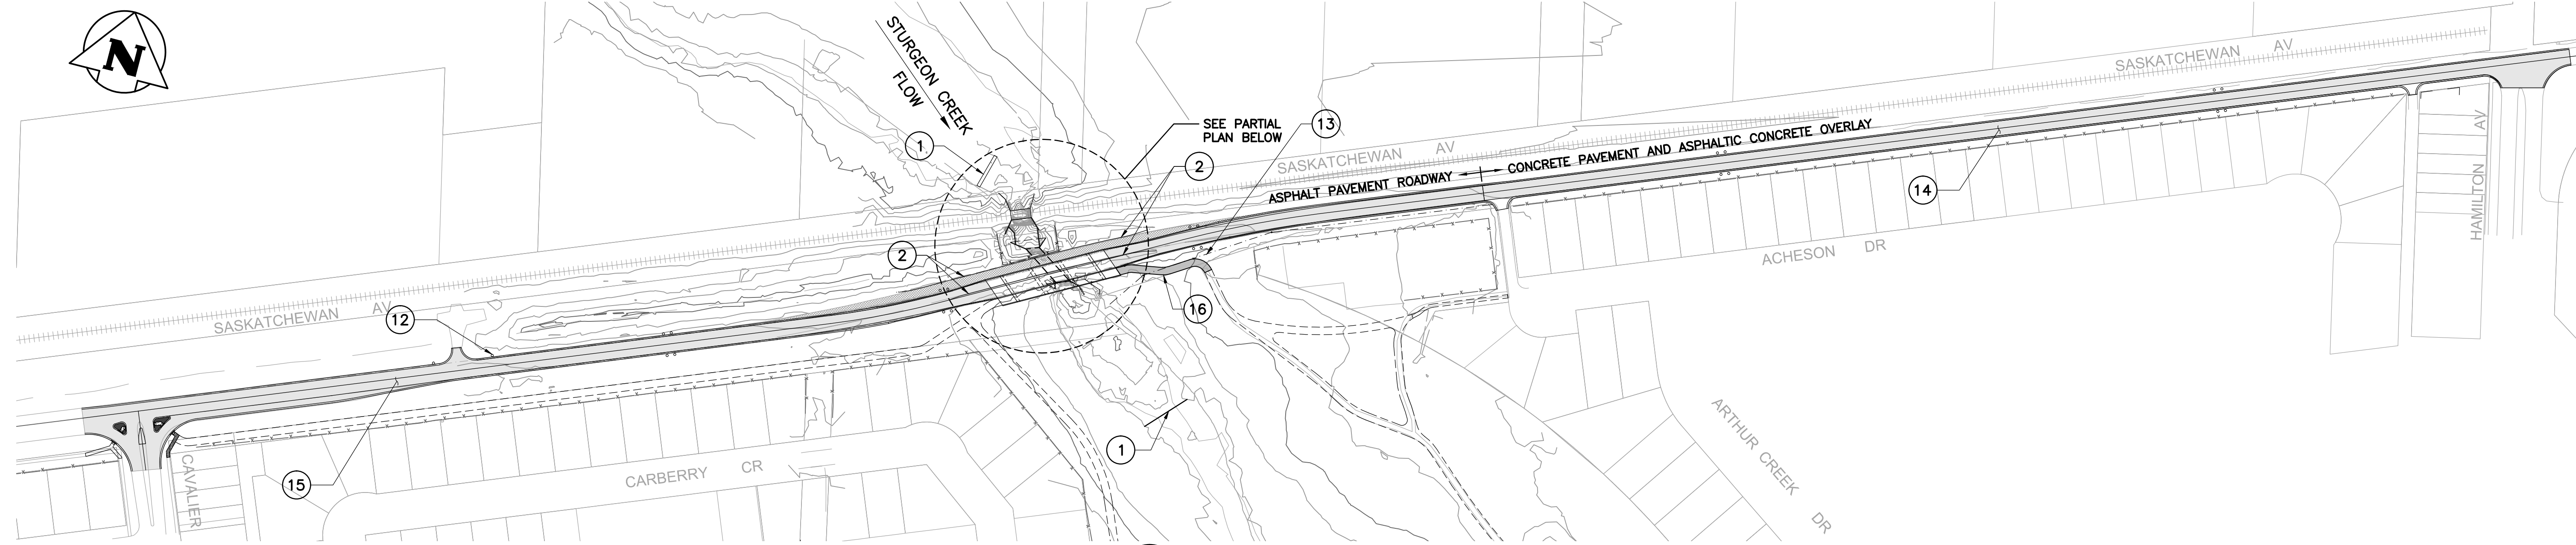 N
STURGEON CREEK
FLOW
1
SEE PARTIAL
PLAN BELOW
13
2
SASKATCHEWAN AV
SASKATCHEWAN AV
ASPHALT PAVEMENT ROADWAY
CONCRETE PAVEMENT AND ASPHALTIC CONCRETE OVERLAY
14
HAMILTON AV
ACHESON DR
2
16
SASKATCHEWAN AV
12
1
ARTHUR CREEK DR
CARBERRY CR
15
CAVALIER